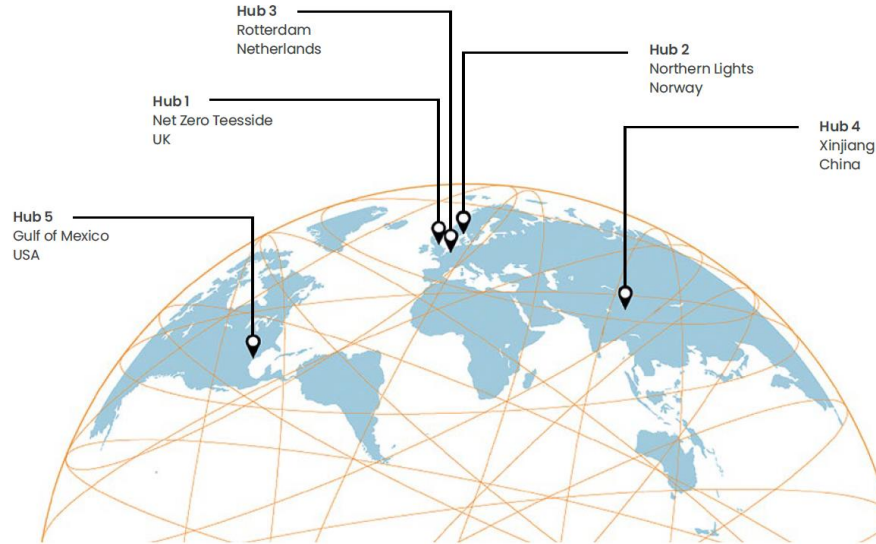 Hub 3
Rotterdam
Netherlands
Hub 2
Northern Lights
Norway
Hub 1
Net Zero Teesside
UK
Hub 4
Xinjiang
China
Hub 5
Gulf of Mexico
USA